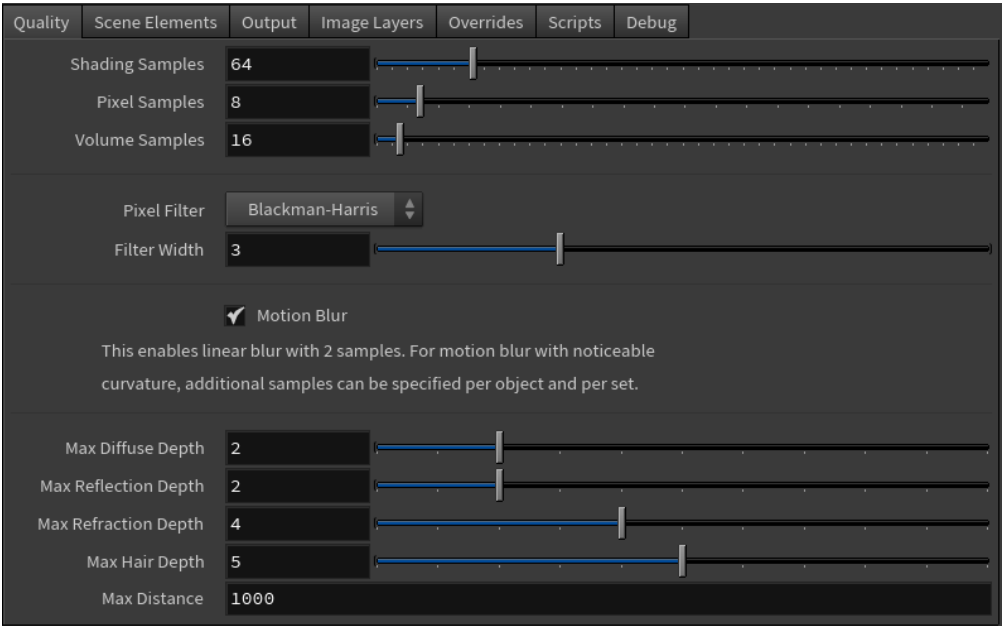 Quality Scene Elements Output Image Layers Overrides Scripts Debug
Shading Samples 64
Pixel Samples 8
Volume Samples 16
Pixel Filter Blackman-Harris
Filter Width 3
Motion Blur
This enables linear blur with 2 samples. For motion blur with noticeable
curvature, additional samples can be specified per object and per set.
Max Diffuse Depth 2
Max Reflection Depth 2
Max Refraction Depth 4
Max Hair Depth 5
Max Distance 1000